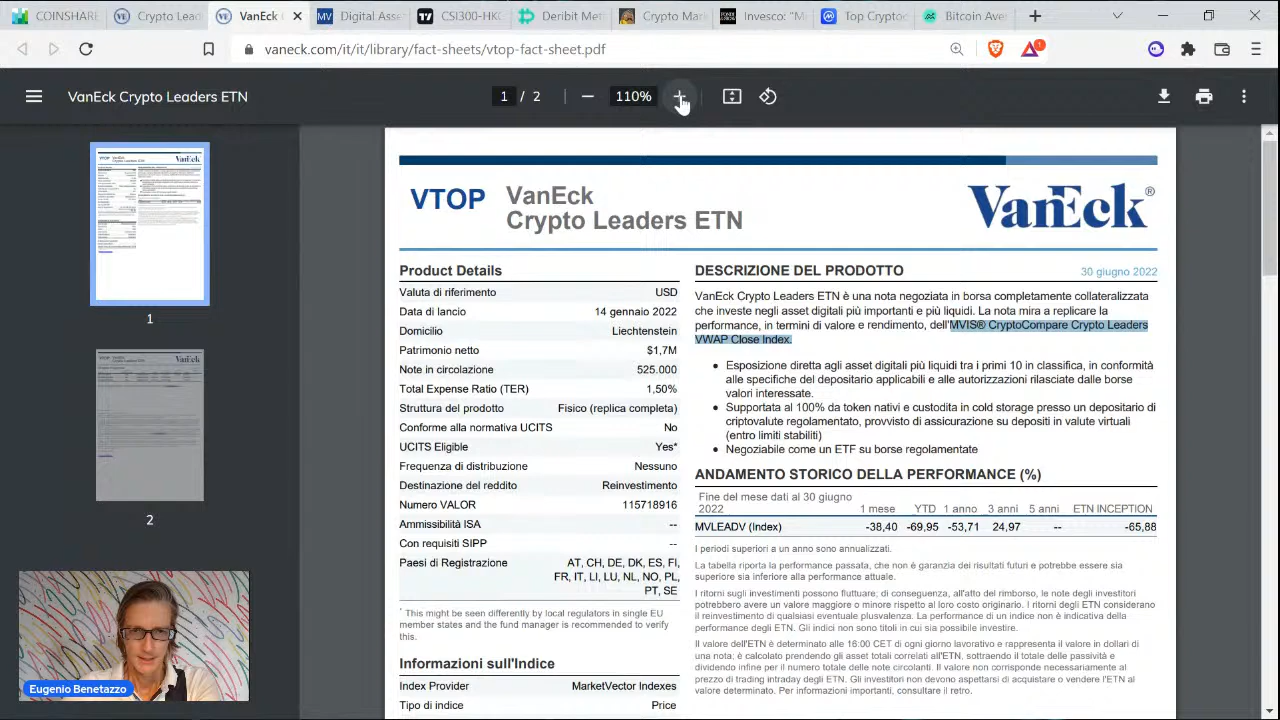 COINSHARE
Crypto Lead
VanEck
MV
Digital Asse
CSI300-HKG
Deribit Met
Crypto Mark
Invesco: "M
Top Cryptoc
Bitcoin Ave
vaneck.com/it/it/library/fact-sheets/vtop-fact-sheet.pdf
1
VanEck Crypto Leaders ETN
1 / 2
110%
1
2
VTOP
VanEck
Crypto Leaders ETN
VanEck®
Product Details
Valuta di riferimento USD
Data di lancio 14 gennaio 2022
Domicilio Liechtenstein
Patrimonio netto $1,7M
Note in circolazione 525.000
Total Expense Ratio (TER) 1,50%
Struttura del prodotto Fisico (replica completa)
Conforme alla normativa UCITS No
UCITS Eligible Yes*
Frequenza di distribuzione Nessuno
Destinazione del reddito Reinvestimento
Numero VALOR 115718916
Ammissibilità ISA --
Con requisiti SIPP --
Paesi di Registrazione AT, CH, DE, DK, ES, FI,
FR, IT, LI, LU, NL, NO, PL,
PT, SE
* This might be seen differently by local regulators in single EU
member states and the fund manager is recommended to verify
this.
Informazioni sull'Indice
Index Provider MarketVector Indexes
Tipo di indice Price
DESCRIZIONE DEL PRODOTTO 30 giugno 2022
VanEck Crypto Leaders ETN è una nota negoziata in borsa completamente collateralizzata
che investe negli asset digitali più importanti e più liquidi. La nota mira a replicare la
performance, in termini di valore e rendimento, dell'MVIS® CryptoCompare Crypto Leaders
VWAP Close Index.
• Esposizione diretta agli asset digitali più liquidi tra i primi 10 in classifica, in conformità
alle specifiche del depositario applicabili e alle autorizzazioni rilasciate dalle borse
valori interessate.
• Supportata al 100% da token nativi e custodita in cold storage presso un depositario di
criptovalute regolamentato, provvisto di assicurazione su depositi in valute virtuali
(entro limiti stabiliti)
• Negoziabile come un ETF su borse regolamentate
ANDAMENTO STORICO DELLA PERFORMANCE (%)
Fine del mese dati al 30 giugno
2022 1 mese YTD 1 anno 3 anni 5 anni ETN INCEPTION
MVLEADV (Index) -38,40 -69,95 -53,71 24,97 -- -65,88
I periodi superiori a un anno sono annualizzati.
La tabella riporta la performance passata, che non è garanzia dei risultati futuri e potrebbe essere sia
superiore sia inferiore alla performance attuale.
I ritorni sugli investimenti possono fluttuare; di conseguenza, all'atto del rimborso, le note degli investitori
potrebbero avere un valore maggiore o minore rispetto al loro costo originario. I ritorni degli ETN considerano
il reinvestimento di qualsiasi eventuale plusvalenza. La performance di un indice non è indicativa della
performance degli ETN. Gli indici non sono titoli in cui sia possibile investire.
Il valore dell'ETN è determinato alle 16:00 CET di ogni giorno lavorativo e rappresenta il valore in dollari di
una nota; è calcolato prendendo gli asset totali correlati all'ETN, sottraendo il totale delle passività e
dividendo infine per il numero totale delle note circolanti. Il valore non corrisponde necessariamente al
prezzo di trading intraday degli ETN. Gli investitori non devono aspettarsi di acquistare o vendere l'ETN al
valore determinato. Per informazioni importanti, consultare il retro.
Eugenio Benetazzo